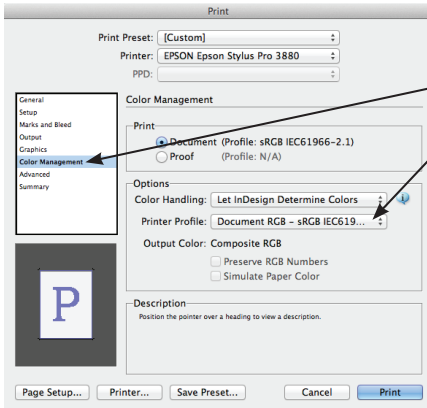 Print
Print Preset: [Custom]
Printer: EPSON Epson Stylus Pro 3880
PPD:
General
Setup
Marks and Bleed
Output
Graphics
Color Management
Advanced
Summary
Color Management
Print
Document (Profile: sRGB IEC61966-2.1)
Proof (Profile: N/A)
Options
Color Handling: Let InDesign Determine Colors
Printer Profile: Document RGB - sRGB IEC619...
Output Color: Composite RGB
Preserve RGB Numbers
Simulate Paper Color
P
Description
Position the pointer over a heading to view a description.
Page Setup... Printer... Save Preset... Cancel Print